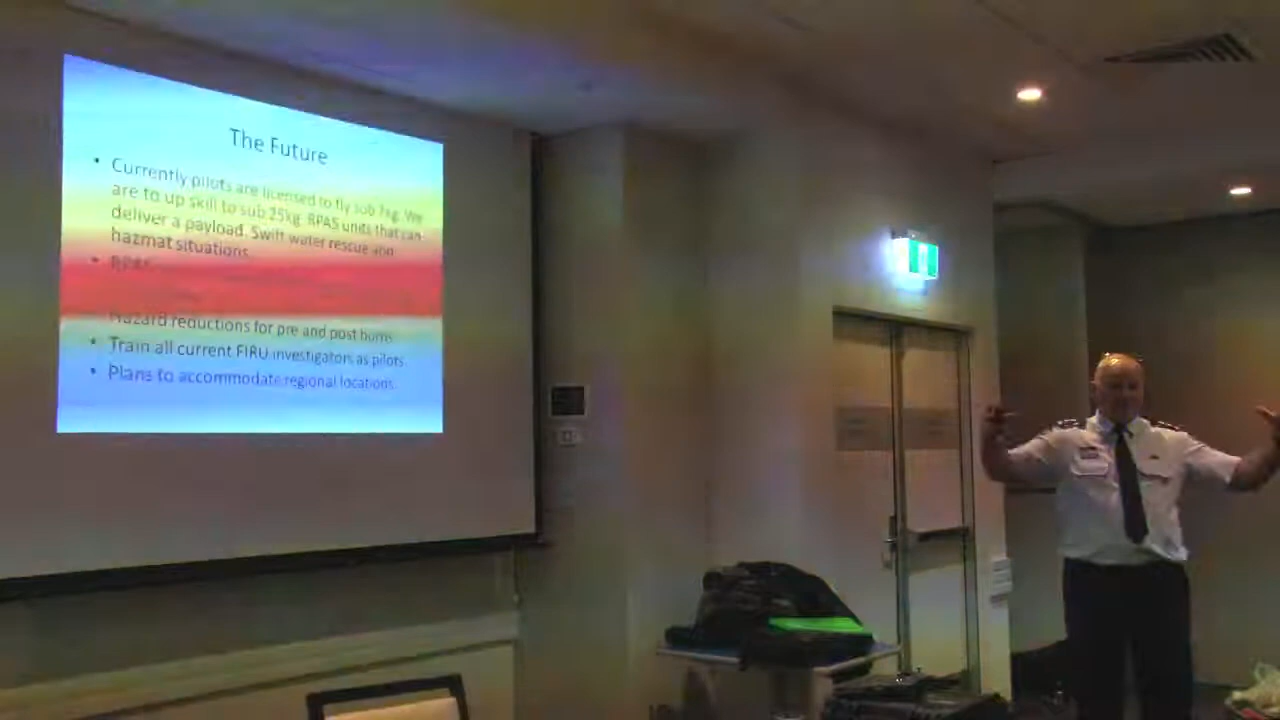 The Future
• Currently pilots are licensed to fly sub 7kg. We
are to up skill to sub 25kg. RPAS units that can
deliver a payload. Swift water rescue and
hazmat situations.
• RPAS
Hazard reductions for pre and post burns
• Train all current FIRU investigators as pilots.
• Plans to accommodate regional locations.